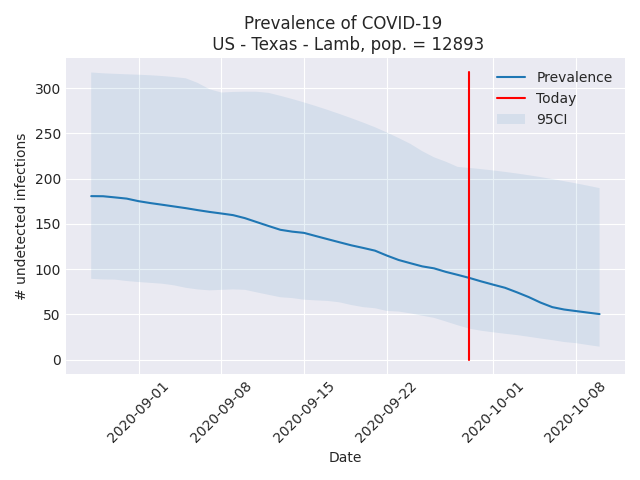 Prevalence of COVID-19
US - Texas - Lamb, pop. = 12893
Prevalence
Today
95CI
300
250
200
150
100
50
0
# undetected infections
2020-09-01
2020-09-08
2020-09-15
2020-09-22
2020-10-01
2020-10-08
Date